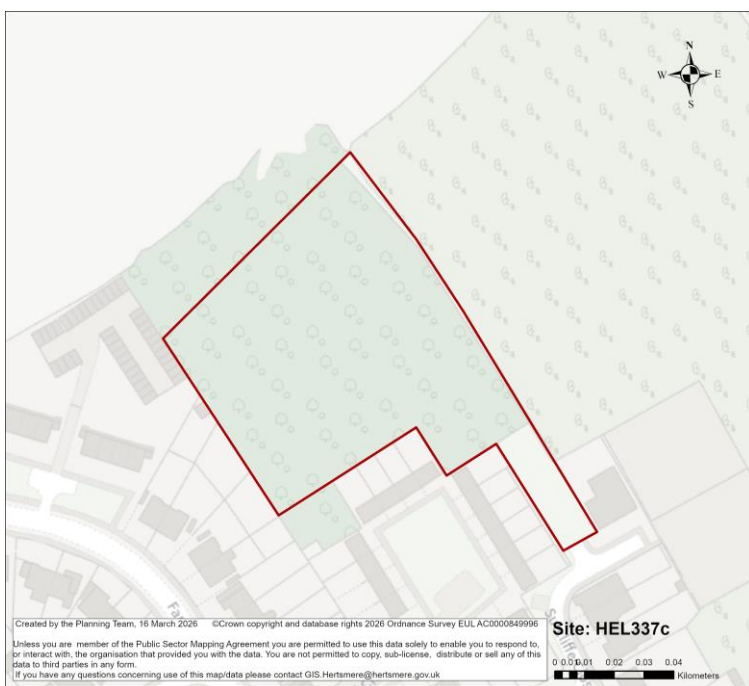 N
W E
S
Fa
S iffe
Created by the Planning Team, 16 March 2026 ©Crown copyright and database rights 2026 Ordnance Survey EUL AC0000849996
Unless you are member of the Public Sector Mapping Agreement you are permitted to use this data solely to enable you to respond to,
or interact with, the organisation that provided you with the data. You are not permitted to copy, sub-license, distribute or sell any of this
data to third parties in any form.
If you have any questions concerning use of this map/data please contact GIS.Hertsmere@hertsmere.gov.uk
Site: HEL337c
0 0.01 0.02 0.03 0.04
Kilometers